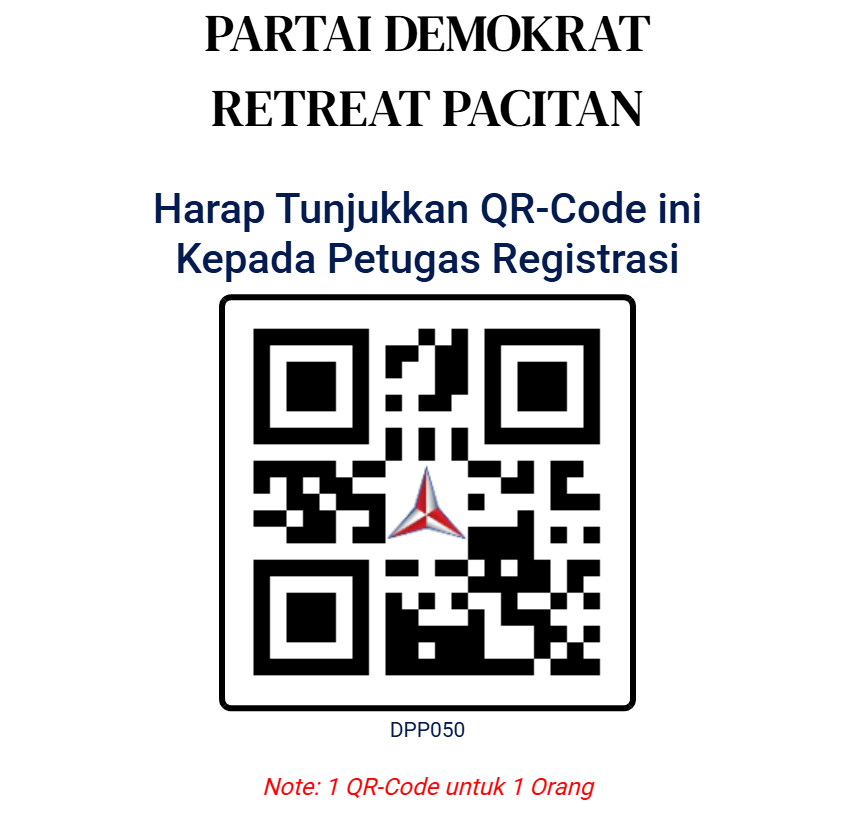 PARTAI DEMOKRAT
RETREAT PACITAN
Harap Tunjukkan QR-Code ini
Kepada Petugas Registrasi
DPP050
Note: 1 QR-Code untuk 1 Orang